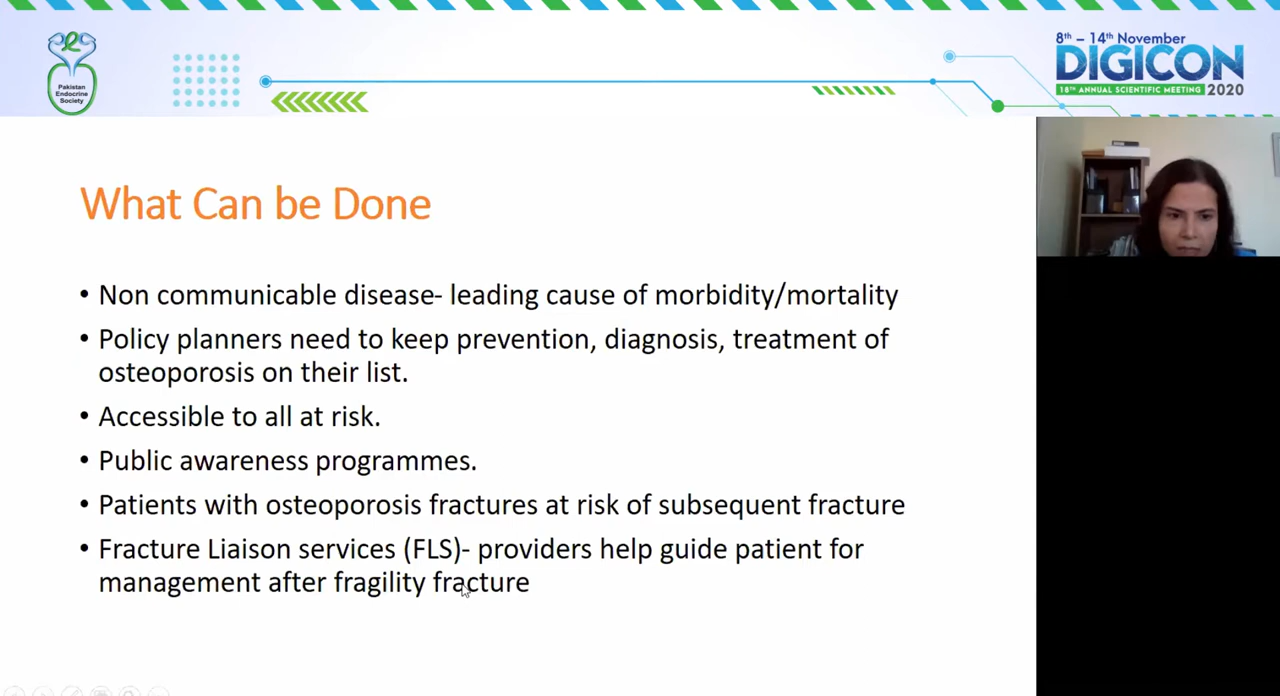 Pakistan
Endocrine
Society
8th – 14th November
DIGICON
18TH ANNUAL SCIENTIFIC MEETING 2020
What Can be Done
• Non communicable disease- leading cause of morbidity/mortality
• Policy planners need to keep prevention, diagnosis, treatment of
osteoporosis on their list.
• Accessible to all at risk.
• Public awareness programmes.
• Patients with osteoporosis fractures at risk of subsequent fracture
• Fracture Liaison services (FLS)- providers help guide patient for
management after fragility fracture